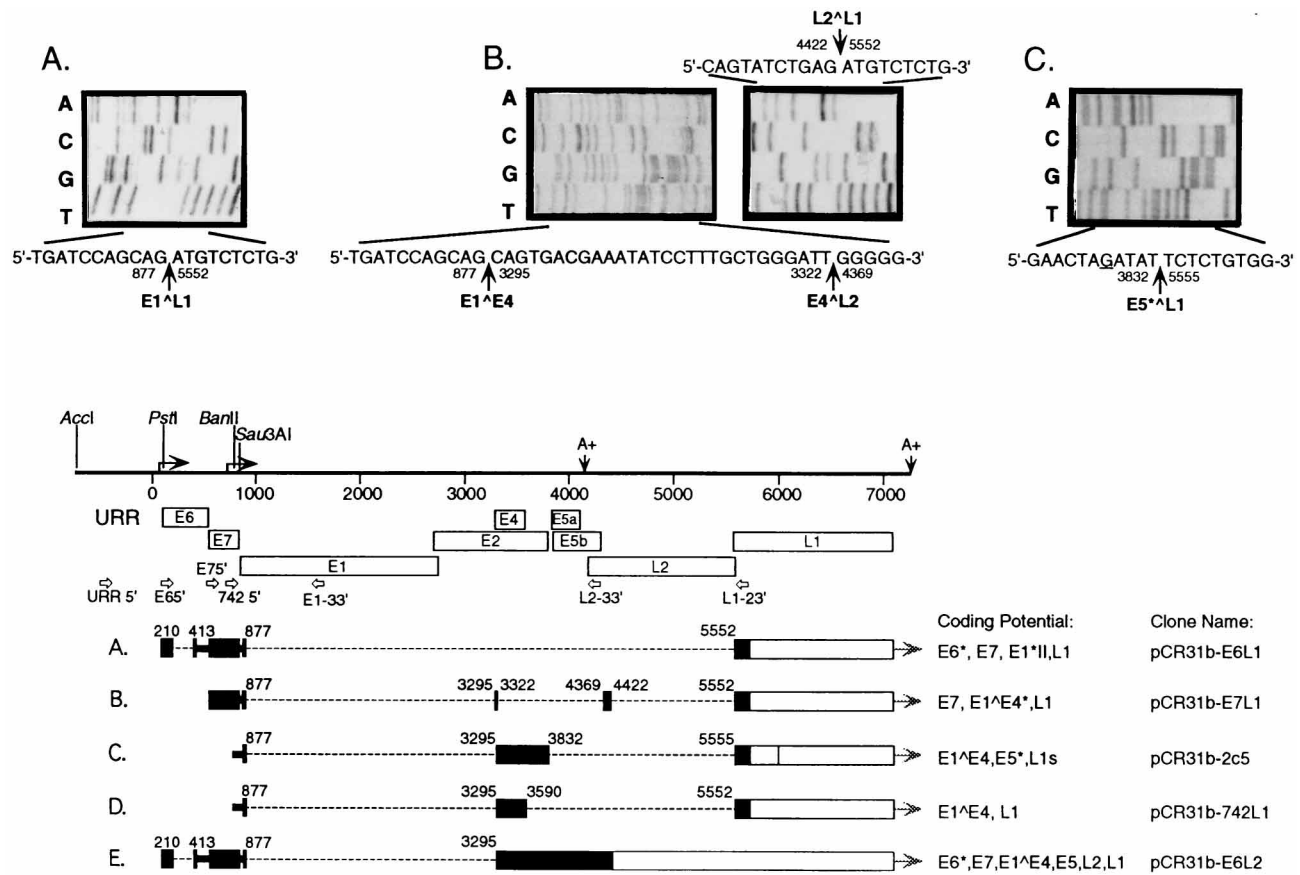 A.
A
C
G
T
5'-TGATCCAGCAG ATGTCTCTG-3'
877 5552
E1^L1
B.
L2^L1
4422 5552
5'-CAGTATCTGAG ATGTCTCTG-3'
A
C
G
T
5'-TGATCCAGCAG CAGTGACGAAATATCCTTTGCTGGGATT GGGGG-3'
877 3295 3322 4369
E1^E4 E4^L2
C.
A
C
G
T
5'-GAACTAGATAT TCTCTGTGG-3'
3832 5555
E5*^L1
AccI PstI BanII
Sau3AI
A+ A+
0 1000 2000 3000 4000 5000 6000 7000
URR E6 E4 E5a
E7 E2 E5b L1
E75' E1 L2
URR 5' E65' 742 5' E1-33' L2-33' L1-23'
Coding Potential: Clone Name:
210 413 877 5552
A. E6*, E7, E1*II,L1 pCR31b-E6L1
877 3295 3322 4369 4422 5552
B. E7, E1^E4*,L1 pCR31b-E7L1
877 3295 3832 5555
C. E1^E4,E5*,L1s pCR31b-2c5
877 3295 3590 5552
D. E1^E4, L1 pCR31b-742L1
210 413 877 3295
E. E6*,E7,E1^E4,E5,L2,L1 pCR31b-E6L2